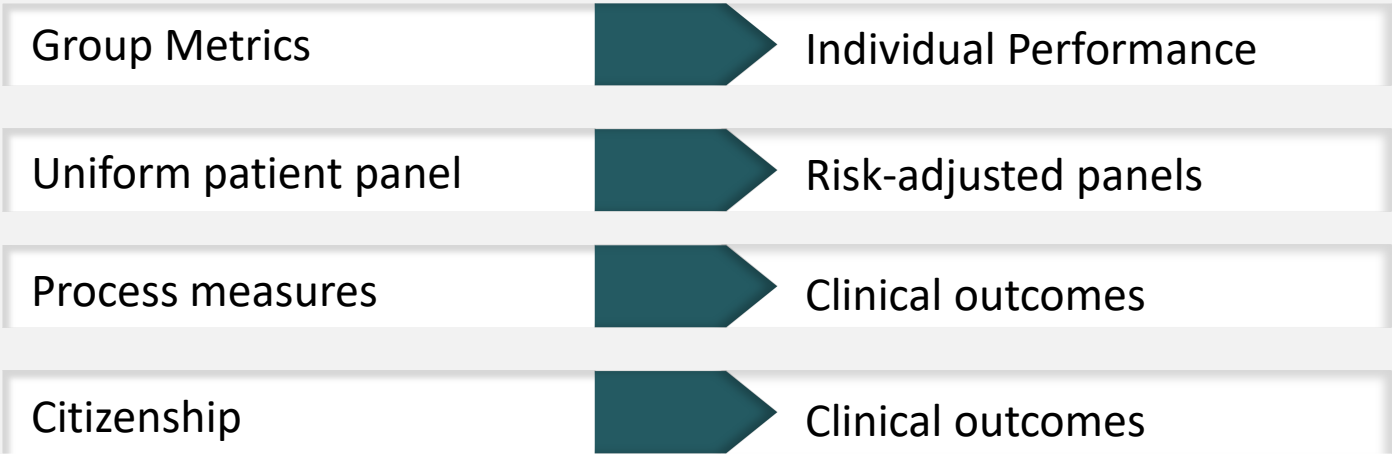 Group Metrics
Individual Performance
Uniform patient panel
Risk-adjusted panels
Process measures
Clinical outcomes
Citizenship
Clinical outcomes